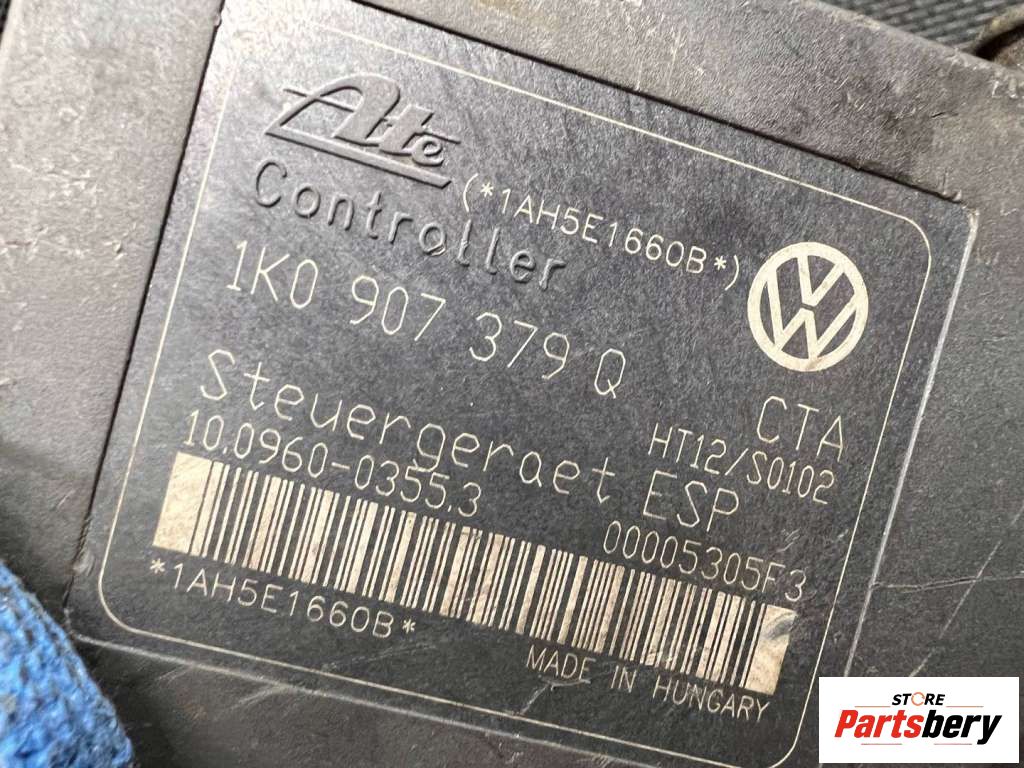 Ate
(*1AH5E1660B*)
Controller
1K0 907 379 Q
CTA
Steuergeraet ESP
HT12/S0102
10.0960-0355.3
00005305F3
*1AH5E1660B*
MADE IN HUNGARY
STORE
Partsbery